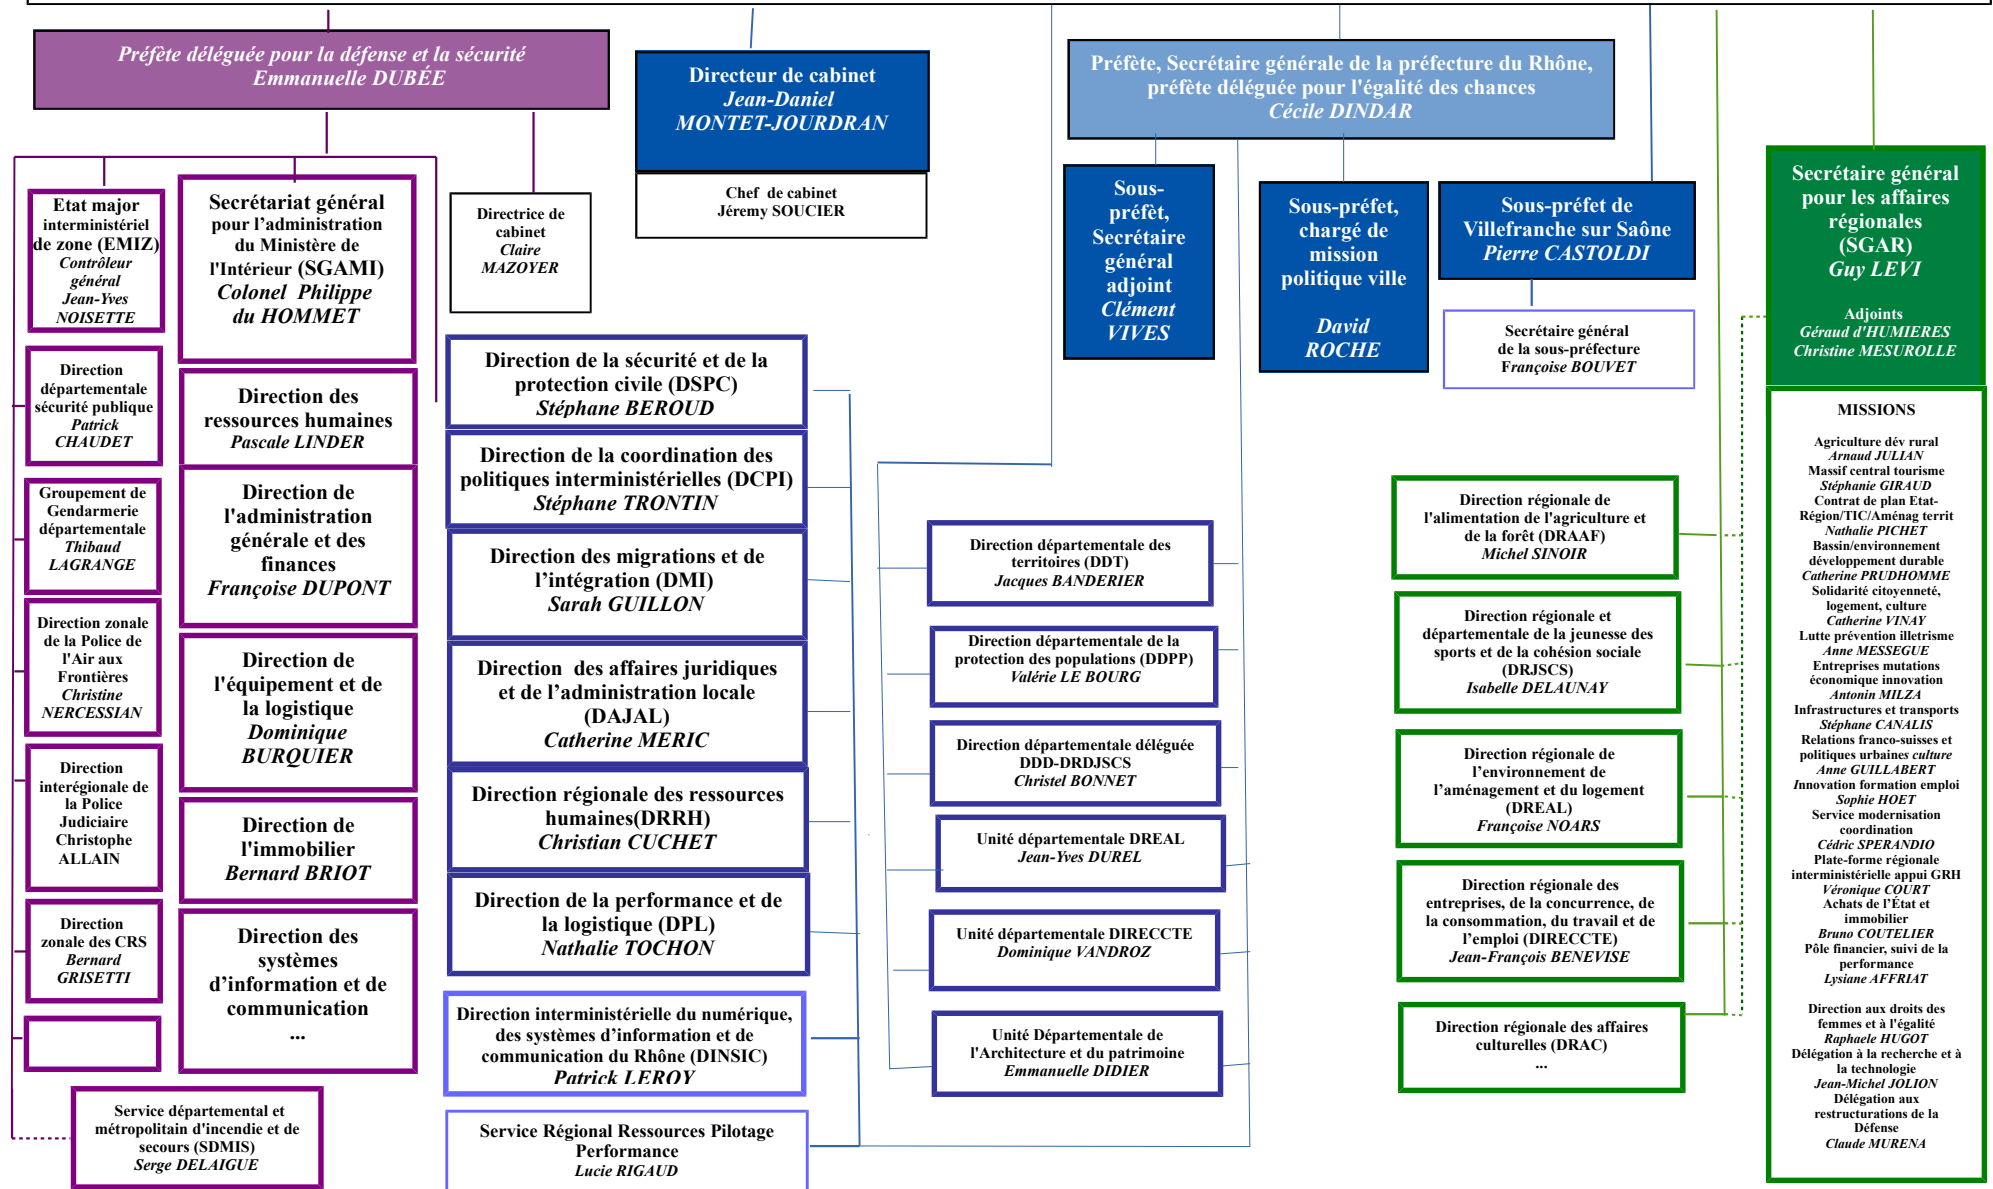 Préfète déléguée pour la défense et la sécurité
Emmanuelle DUBÉE
Directeur de cabinet
Jean-Daniel
MONTET-JOURDRAN
Chef de cabinet
Jéremy SOUCIER
Préfète, Secrétaire générale de la préfecture du Rhône,
préfète déléguée pour l'égalité des chances
Cécile DINDAR
Etat major
interministériel
de zone (EMIZ)
Contrôleur
général
Jean-Yves
NOISETTE
Secrétariat général
pour l’administration
du Ministère de
l'Intérieur (SGAMI)
Colonel Philippe
du HOMMET
Directrice de
cabinet
Claire
MAZOYER
Sous-
préfèt,
Secrétaire
général
adjoint
Clément
VIVES
Sous-préfet,
chargé de
mission
politique ville
David
ROCHE
Sous-préfet de
Villefranche sur Saône
Pierre CASTOLDI
Secrétaire général
de la sous-préfecture
Françoise BOUVET
Secrétaire général
pour les affaires
régionales
(SGAR)
Guy LEVI
Adjoints
Géraud d'HUMIERES
Christine MESUROLLE
Direction
départementale
sécurité publique
Patrick
CHAUDET
Groupement de
Gendarmerie
départementale
Thibaud
LAGRANGE
Direction zonale
de la Police de
l'Air aux
Frontières
Christine
NERCESSIAN
Direction
interégionale de
la Police
Judiciaire
Christophe
ALLAIN
Direction
zonale des CRS
Bernard
GRISETTI
Service départemental et
métropolitain d'incendie et de
secours (SDMIS)
Serge DELAIGUE
Direction des
ressources humaines
Pascale LINDER
Direction de
l'administration
générale et des
finances
Françoise DUPONT
Direction de
l'équipement et de
la logistique
Dominique
BURQUIER
Direction de
l'immobilier
Bernard BRIOT
Direction des
systèmes
d’information et de
communication
...
Direction de la sécurité et de la
protection civile (DSPC)
Stéphane BEROUD
Direction de la coordination des
politiques interministérielles (DCPI)
Stéphane TRONTIN
Direction des migrations et de
l’intégration (DMI)
Sarah GUILLON
Direction des affaires juridiques
et de l’administration locale
(DAJAL)
Catherine MERIC
Direction régionale des ressources
humaines(DRRH)
Christian CUCHET
Direction de la performance et de
la logistique (DPL)
Nathalie TOCHON
Direction interministérielle du numérique,
des systèmes d’information et de
communication du Rhône (DINSIC)
Patrick LEROY
Service Régional Ressources Pilotage
Performance
Lucie RIGAUD
Direction départementale des
territoires (DDT)
Jacques BANDERIER
Direction départementale de la
protection des populations (DDPP)
Valérie LE BOURG
Direction départementale déléguée
DDD-DRDJSCS
Christel BONNET
Unité départementale DREAL
Jean-Yves DUREL
Unité départementale DIRECCTE
Dominique VANDROZ
Unité Départementale de
l'Architecture et du patrimoine
Emmanuelle DIDIER
Direction régionale de
l'alimentation de l'agriculture et
de la forêt (DRAAF)
Michel SINOIR
Direction régionale et
départementale de la jeunesse des
sports et de la cohésion sociale
(DRJSCS)
Isabelle DELAUNAY
Direction régionale de
l’environnement de
l’aménagement et du logement
(DREAL)
Françoise NOARS
Direction régionale des
entreprises, de la concurrence, de
la consommation, du travail et de
l’emploi (DIRECCTE)
Jean-François BENEVISE
Direction régionale des affaires
culturelles (DRAC)
...
MISSIONS
Agriculture dév rural
Arnaud JULIAN
Massif central tourisme
Stéphanie GIRAUD
Contrat de plan Etat-
Région/TIC/Aménag territ
Nathalie PICHET
Bassin/environnement
développement durable
Catherine PRUDHOMME
Solidarité citoyenneté,
logement, culture
Catherine VINAY
Lutte prévention illetrisme
Anne MESSEGUE
Entreprises mutations
économique innovation
Antonin MILZA
Infrastructures et transports
Stéphane CANALIS
Relations franco-suisses et
politiques urbaines culture
Anne GUILLABERT
Innovation formation emploi
Sophie HOET
Service modernisation
coordination
Cédric SPERANDIO
Plate-forme régionale
interministérielle appui GRH
Véronique COURT
Achats de l’État et
immobilier
Bruno COUTELIER
Pôle financier, suivi de la
performance
Lysiane AFFRIAT
Direction aux droits des
femmes et à l'égalité
Raphaele HUGOT
Délégation à la recherche et à
la technologie
Jean-Michel JOLION
Délégation aux
restructurations de la
Défense
Claude MURENA